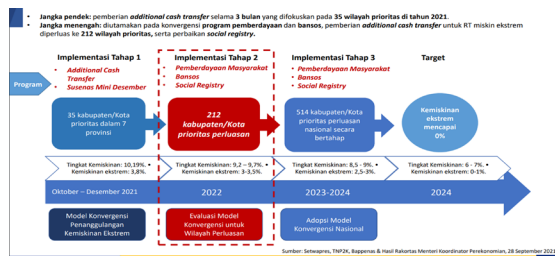 Jangka pendek: pemberian additional cash transfer selama 3 bulan yang difokuskan pada 35 wilayah prioritas di tahun 2021.
Jangka menengah: diutamakan pada konvergensi program pemberdayaan dan bansos, pemberian additional cash transfer untuk RT miskin ekstrem
diperluas ke 212 wilayah prioritas, serta perbaikan social registry.
Program
Implementasi Tahap 1
• Additional Cash
Transfer
• Susenas Mini Desember
35 kabupaten/Kota
prioritas dalam 7
provinsi
Implementasi Tahap 2
• Pemberdayaan Masyarakat
• Bansos
• Social Registry
212
kabupaten/Kota
prioritas perluasan
Implementasi Tahap 3
• Pemberdayaan Masyarakat
• Bansos
• Social Registry
514 kabupaten/Kota
prioritas perluasan
nasional secara
bertahap
Target
Kemiskinan
ekstrem
mencapai
0%
Tingkat Kemiskinan: 10,19%. •
Kemiskinan ekstrem: 3,8%.
Tingkat Kemiskinan: 9,2 – 9,7%. •
Kemiskinan ekstrem: 3-3,5%.
Tingkat Kemiskinan: 8,5 - 9%. •
Kemiskinan ekstrem: 2,5-3%.
Tingkat Kemiskinan: 6 - 7%. •
Kemiskinan ekstrem: 0-1%.
Oktober – Desember 2021
2022
2023-2024
2024
Model Konvergensi
Penanggulangan
Kemiskinan Ekstrem
Evaluasi Model
Konvergensi untuk
Wilayah Perluasan
Adopsi Model
Konvergensi Nasional
Sumber: Setwapres, TNP2K, Bappenas & Hasil Rakortas Menteri Koordinator Perekonomian, 28 September 2021